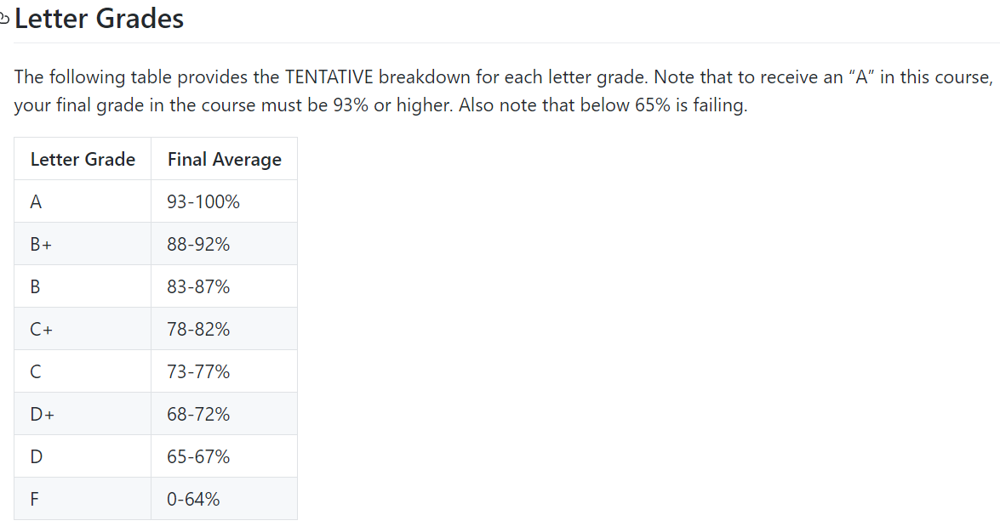 Letter Grades
The following table provides the TENTATIVE breakdown for each letter grade. Note that to receive an “A” in this course,
your final grade in the course must be 93% or higher. Also note that below 65% is failing.
Letter Grade Final Average
A 93-100%
B+ 88-92%
B 83-87%
C+ 78-82%
C 73-77%
D+ 68-72%
D 65-67%
F 0-64%